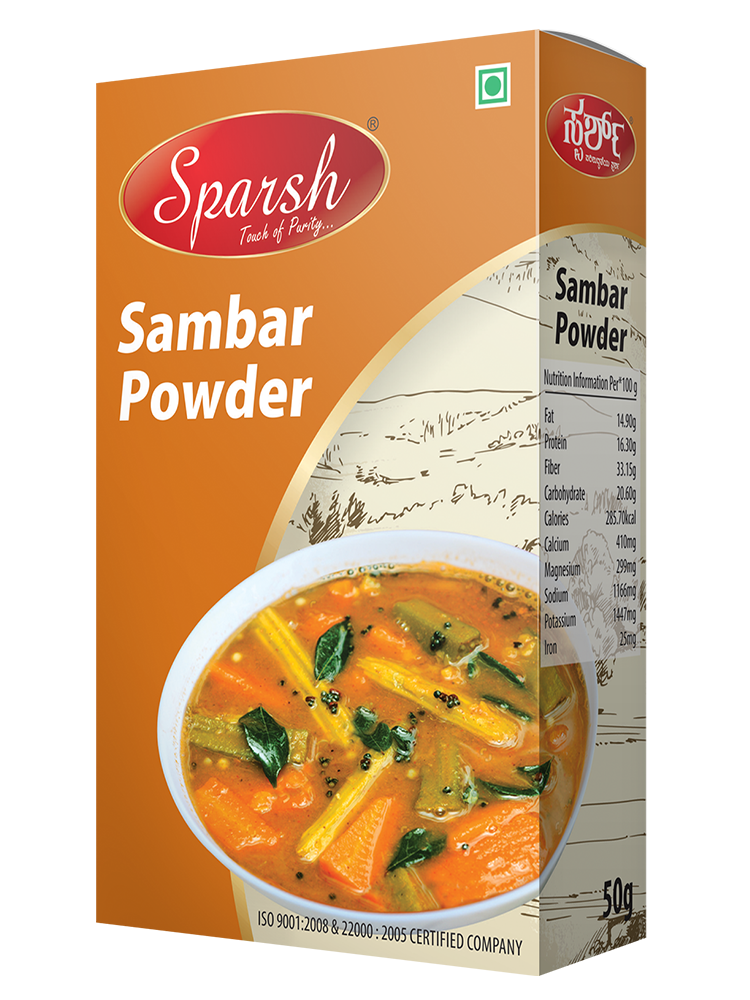 Sparsh ®
Touch of Purity...
Sambar
Powder
ISO 9001:2008 & 22000 : 2005 CERTIFIED COMPANY
ಸ್ಪರ್ಶ್
Sambar
Powder
Nutrition Information Per*100 g
Fat 14.90g
Protein 16.30g
Fiber 33.15g
Carbohydrate 20.60g
Calories 285.70kcal
Calcium 410mg
Magnesium 299mg
Sodium 1166mg
Potassium 1447mg
Iron 25mg
50g